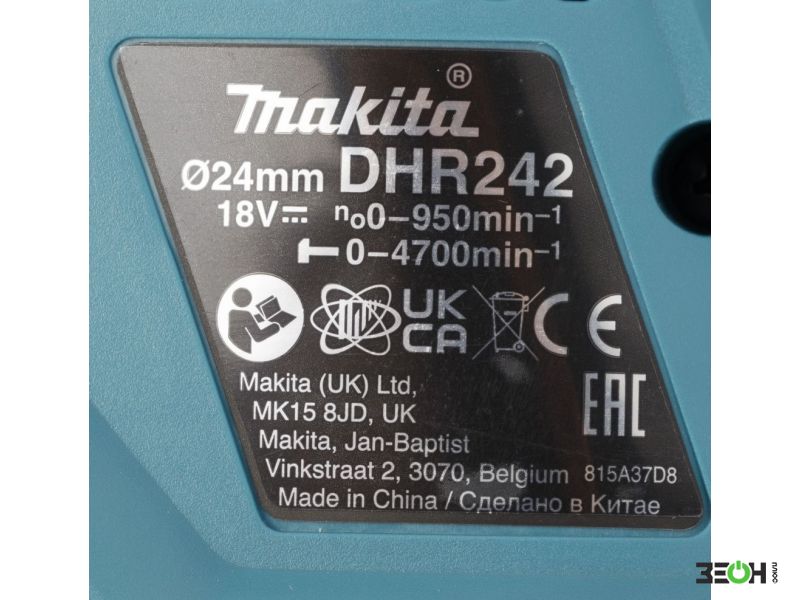 makita®
Ø24mm DHR242
18V⎓ n₀0–950min⁻¹
0–4700min⁻¹
UK
CA
CE
EAC
Makita (UK) Ltd,
MK15 8JD, UK
Makita, Jan-Baptist
Vinkstraat 2, 3070, Belgium 815A37D8
Made in China / Сделано в Китае
ЗЕОН плюс